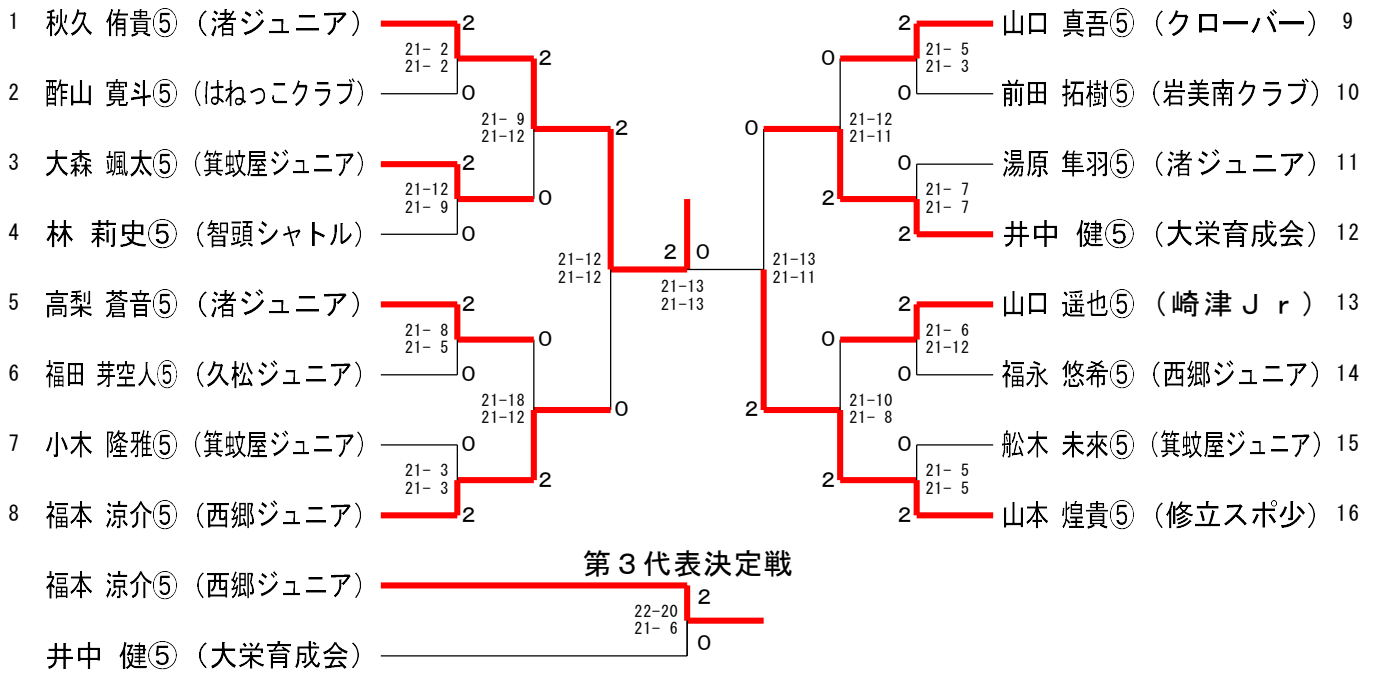 1 秋久 侑貴⑤ （渚ジュニア） 2 2 山口 真吾⑤ （クローバー） 9
21- 2 2 0 21- 5
21- 2 21- 3
2 酢山 寛斗⑤ （はねっこクラブ） 0 0 前田 拓樹⑤ （岩美南クラブ） 10
21- 9 21-12
21-12 2 0 21-11
3 大森 颯太⑤ （箕蚊屋ジュニア） 2 0 湯原 隼羽⑤ （渚ジュニア） 11
21-12 21- 7
21- 9 0 2 21- 7
4 林 莉史⑤ （智頭シャトル） 0 2 井中 健⑤ （大栄育成会） 12
21-12 2 0 21-13
21-12 21-11
21-13
21-13
5 高梨 蒼音⑤ （渚ジュニア） 2 2 山口 遥也⑤ （崎津Ｊｒ） 13
21- 8 0 0 21- 6
21- 5 21-12
6 福田 芽空人⑤ （久松ジュニア） 0 0 福永 悠希⑤ （西郷ジュニア） 14
21-18 21-10
21-12 0 2 21- 8
7 小木 隆雅⑤ （箕蚊屋ジュニア） 0 0 舩木 未來⑤ （箕蚊屋ジュニア） 15
21- 3 21- 5
21- 3 2 2 21- 5
8 福本 涼介⑤ （西郷ジュニア） 2 2 山本 煌貴⑤ （修立スポ少） 16
第３代表決定戦
福本 涼介⑤ （西郷ジュニア）
2
22-20
21- 6
0
井中 健⑤ （大栄育成会）